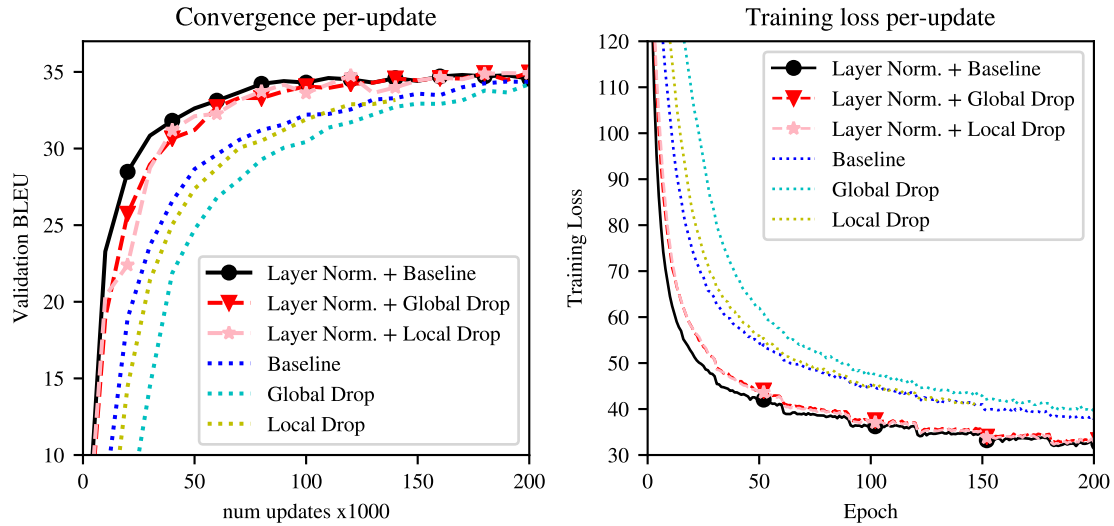 Convergence per-update
Validation BLEU
35
30
25
20
15
10
0
50
100
150
200
num updates x1000
Layer Norm. + Baseline
Layer Norm. + Global Drop
Layer Norm. + Local Drop
Baseline
Global Drop
Local Drop
Training loss per-update
Training Loss
120
110
100
90
80
70
60
50
40
30
0
50
100
150
200
Epoch
Layer Norm. + Baseline
Layer Norm. + Global Drop
Layer Norm. + Local Drop
Baseline
Global Drop
Local Drop